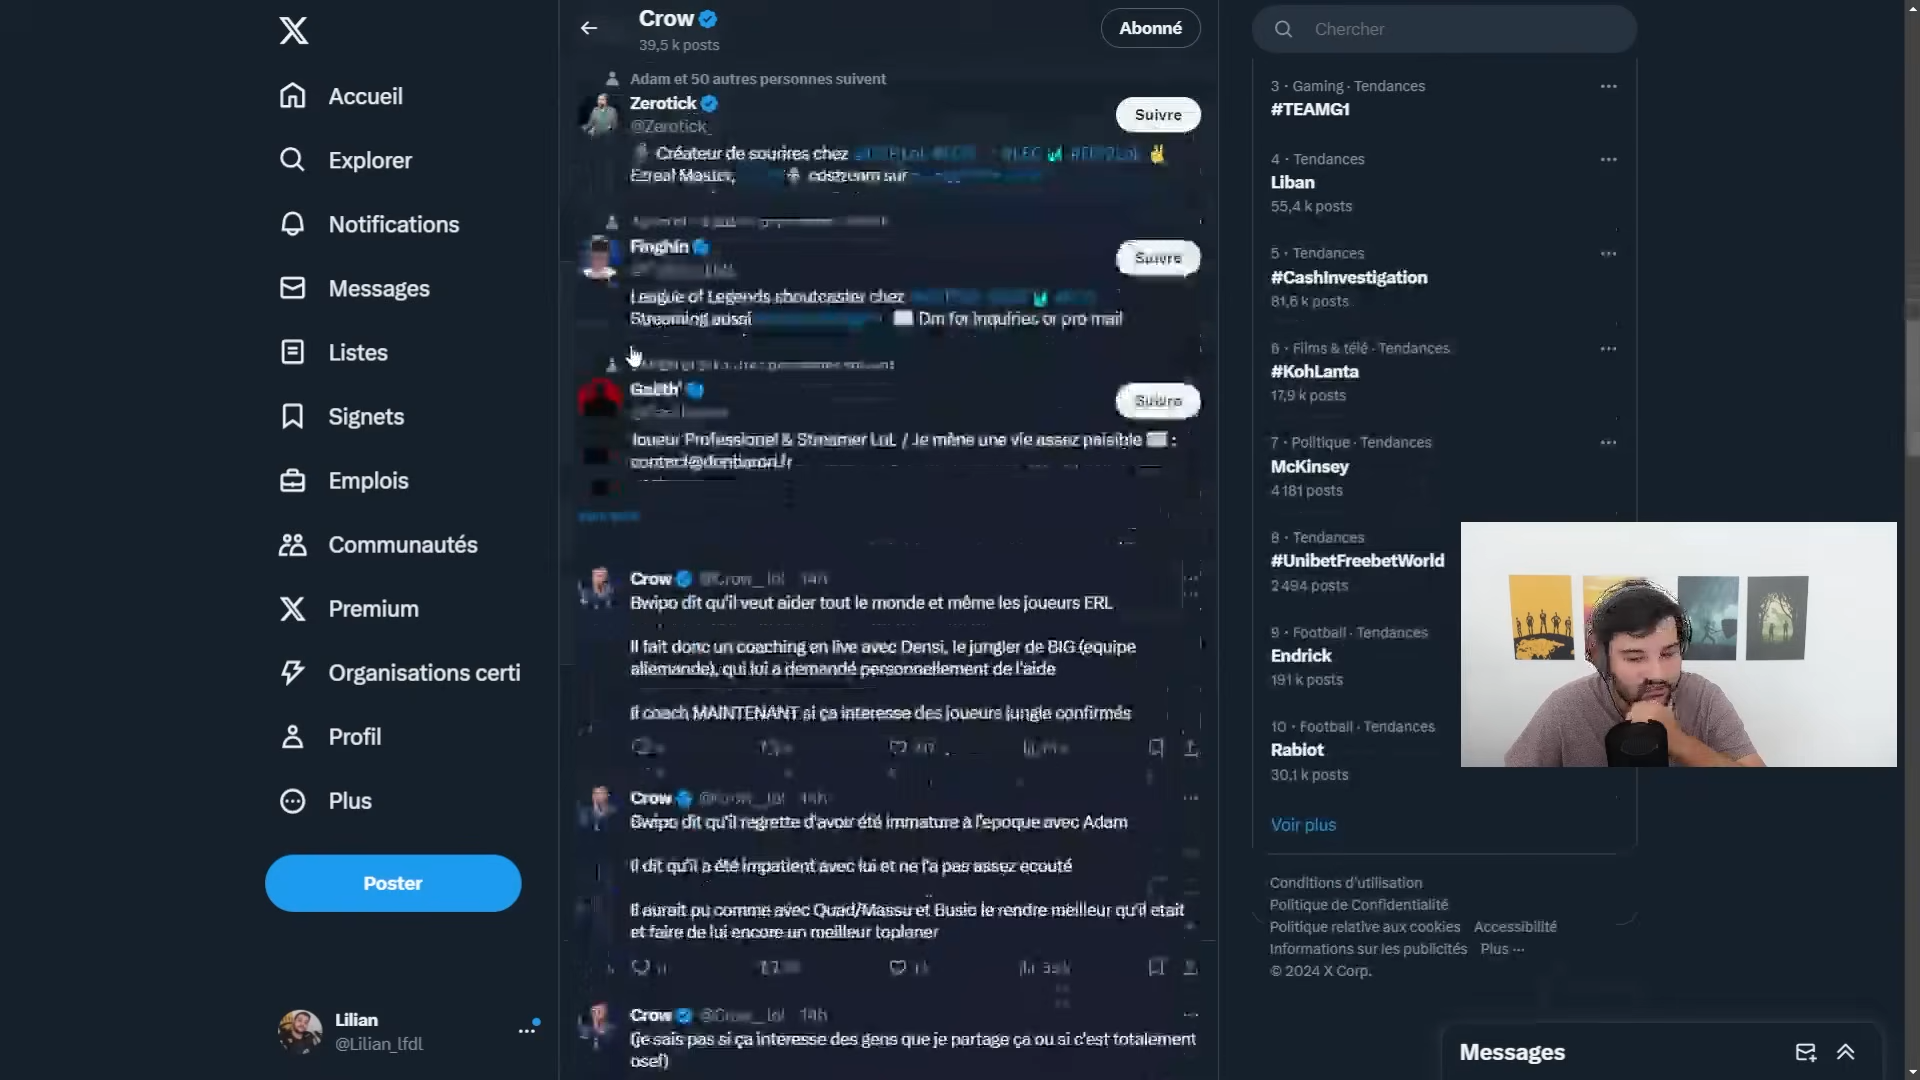 Accueil
Explorer
Notifications
Messages
Listes
Signets
Emplois
Communautés
Premium
Organisations certi
Profil
Plus
Poster
Lilian
@Lilian_lfdl
Crow
39,5 k posts
Abonné
Adam et 50 autres personnes suivent
Zerotick
@Zerotick_
Suivre
Créateur de sourires chez
Ezreal Master,
Finghin
Suivre
League of Legends shoutcaster chez
Streaming aussi Dm for inquiries or pro mail
Suivre
Joueur Professionel & Streamer LoL / Je mène une vie assez paisible :
Crow @Crow_lol 14h
Bwipo dit qu'il veut aider tout le monde et même les joueurs ERL
Il fait donc un coaching en live avec Densi, le jungler de BIG (equipe
allemande), qui lui a demandé personnellement de l'aide
Il coach MAINTENANT si ça interesse des joueurs jungle confirmés
Crow
Bwipo dit qu'il regrette d'avoir été immature à l'epoque avec Adam
Il dit qu'il a été impatient avec lui et ne l'a pas assez ecouté
Il aurait pu comme avec Quad/Massu et Busio le rendre meilleur qu'il etait
et faire de lui encore un meilleur toplaner
Crow @Crow_lol 14h
(je sais pas si ça interesse des gens que je partage ça ou si c'est totalement
osef)
Chercher
3 · Gaming · Tendances
#TEAMG1
4 · Tendances
Liban
55,4 k posts
5 · Tendances
#CashInvestigation
81,6 k posts
6 · Films & télé · Tendances
#KohLanta
17,9 k posts
7 · Politique · Tendances
McKinsey
4 181 posts
8 · Tendances
#UnibetFreebetWorld
2 494 posts
9 · Football · Tendances
Endrick
191 k posts
10 · Football · Tendances
Rabiot
30,1 k posts
Voir plus
Conditions d'utilisation
Politique de Confidentialité
Politique relative aux cookies Accessibilité
Informations sur les publicités Plus ···
© 2024 X Corp.
Messages